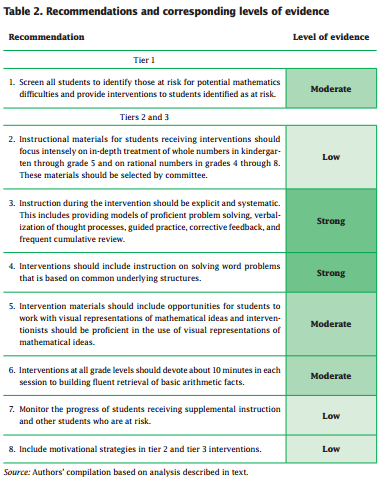 Table 2. Recommendations and corresponding levels of evidence
Recommendation Level of evidence
Tier 1
1. Screen all students to identify those at risk for potential mathematics
difficulties and provide interventions to students identified as at risk.
Moderate
Tiers 2 and 3
2. Instructional materials for students receiving interventions should
focus intensely on in-depth treatment of whole numbers in kindergar-
ten through grade 5 and on rational numbers in grades 4 through 8.
These materials should be selected by committee.
Low
3. Instruction during the intervention should be explicit and systematic.
This includes providing models of proficient problem solving, verbal-
ization of thought processes, guided practice, corrective feedback, and
frequent cumulative review.
Strong
4. Interventions should include instruction on solving word problems
that is based on common underlying structures.
Strong
5. Intervention materials should include opportunities for students to
work with visual representations of mathematical ideas and interven-
tionists should be proficient in the use of visual representations of
mathematical ideas.
Moderate
6. Interventions at all grade levels should devote about 10 minutes in each
session to building fluent retrieval of basic arithmetic facts.
Moderate
7. Monitor the progress of students receiving supplemental instruction
and other students who are at risk.
Low
8. Include motivational strategies in tier 2 and tier 3 interventions.
Low
Source: Authors' compilation based on analysis described in text.